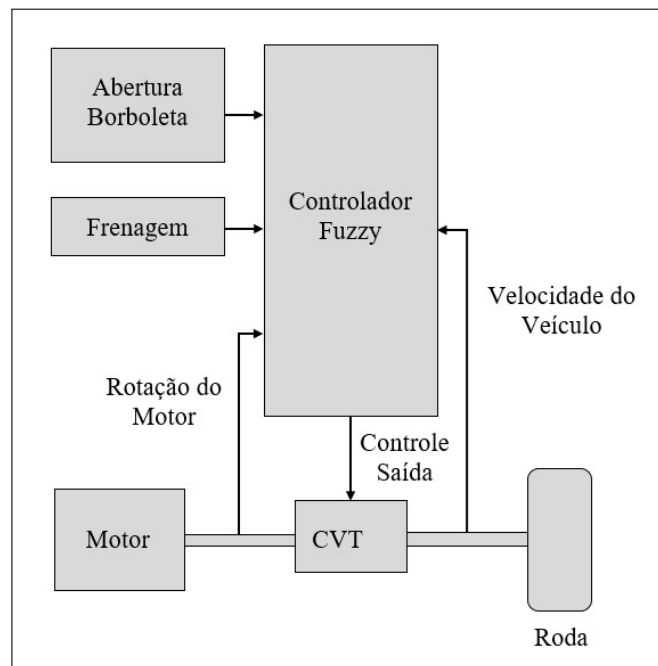 Abertura
Borboleta
Frenagem
Controlador
Fuzzy
Velocidade do
Veículo
Rotação do
Motor
Controle
Saída
Motor
CVT
Roda